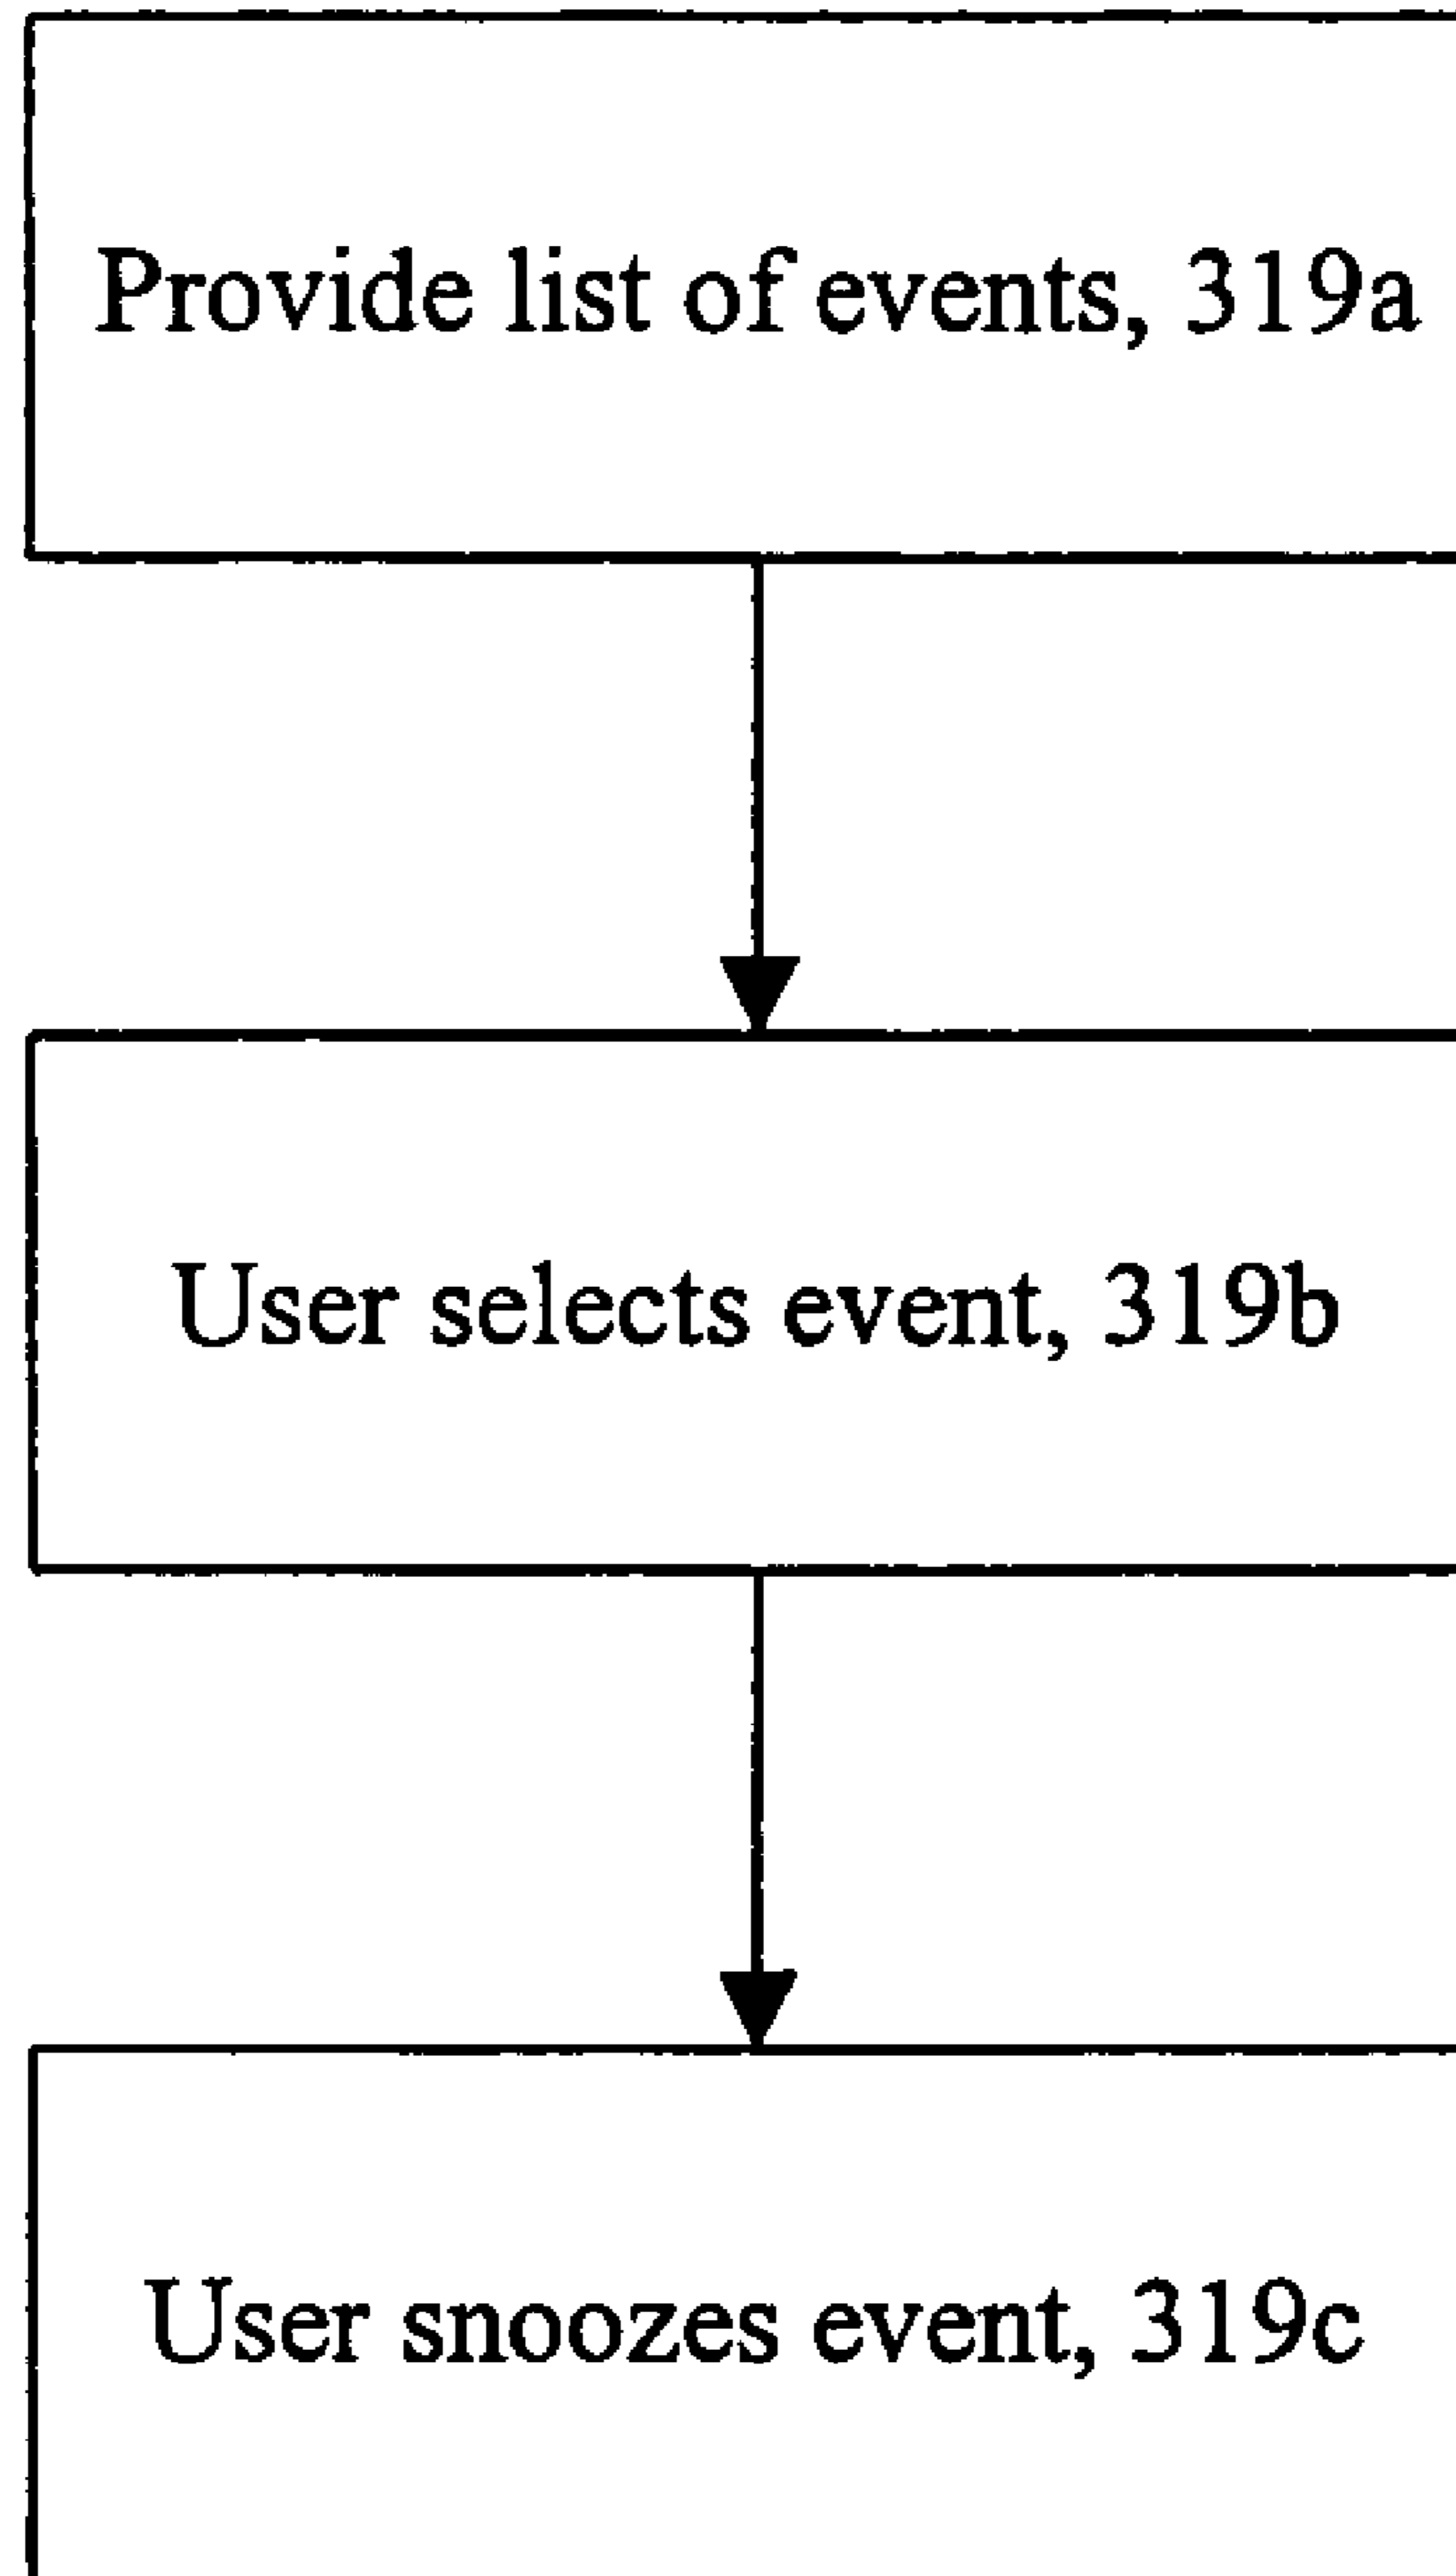 Provide list of events, 319a
User selects event, 319b
User snoozes event, 319c